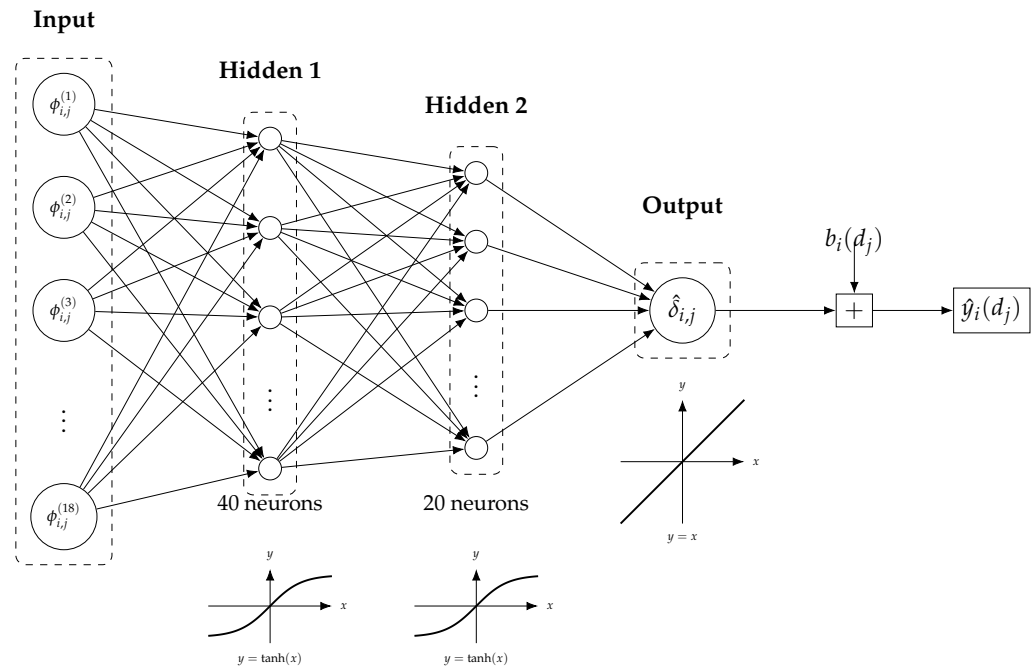 Input
Hidden 1
Hidden 2
Output
ϕ_{i,j}^{(1)}
ϕ_{i,j}^{(2)}
ϕ_{i,j}^{(3)}
⋮
ϕ_{i,j}^{(18)}
⋮
40 neurons
⋮
20 neurons
δ̂_{i,j}
b_i(d_j)
+
ŷ_i(d_j)
y
x
y = x
y
x
y = tanh(x)
y
x
y = tanh(x)